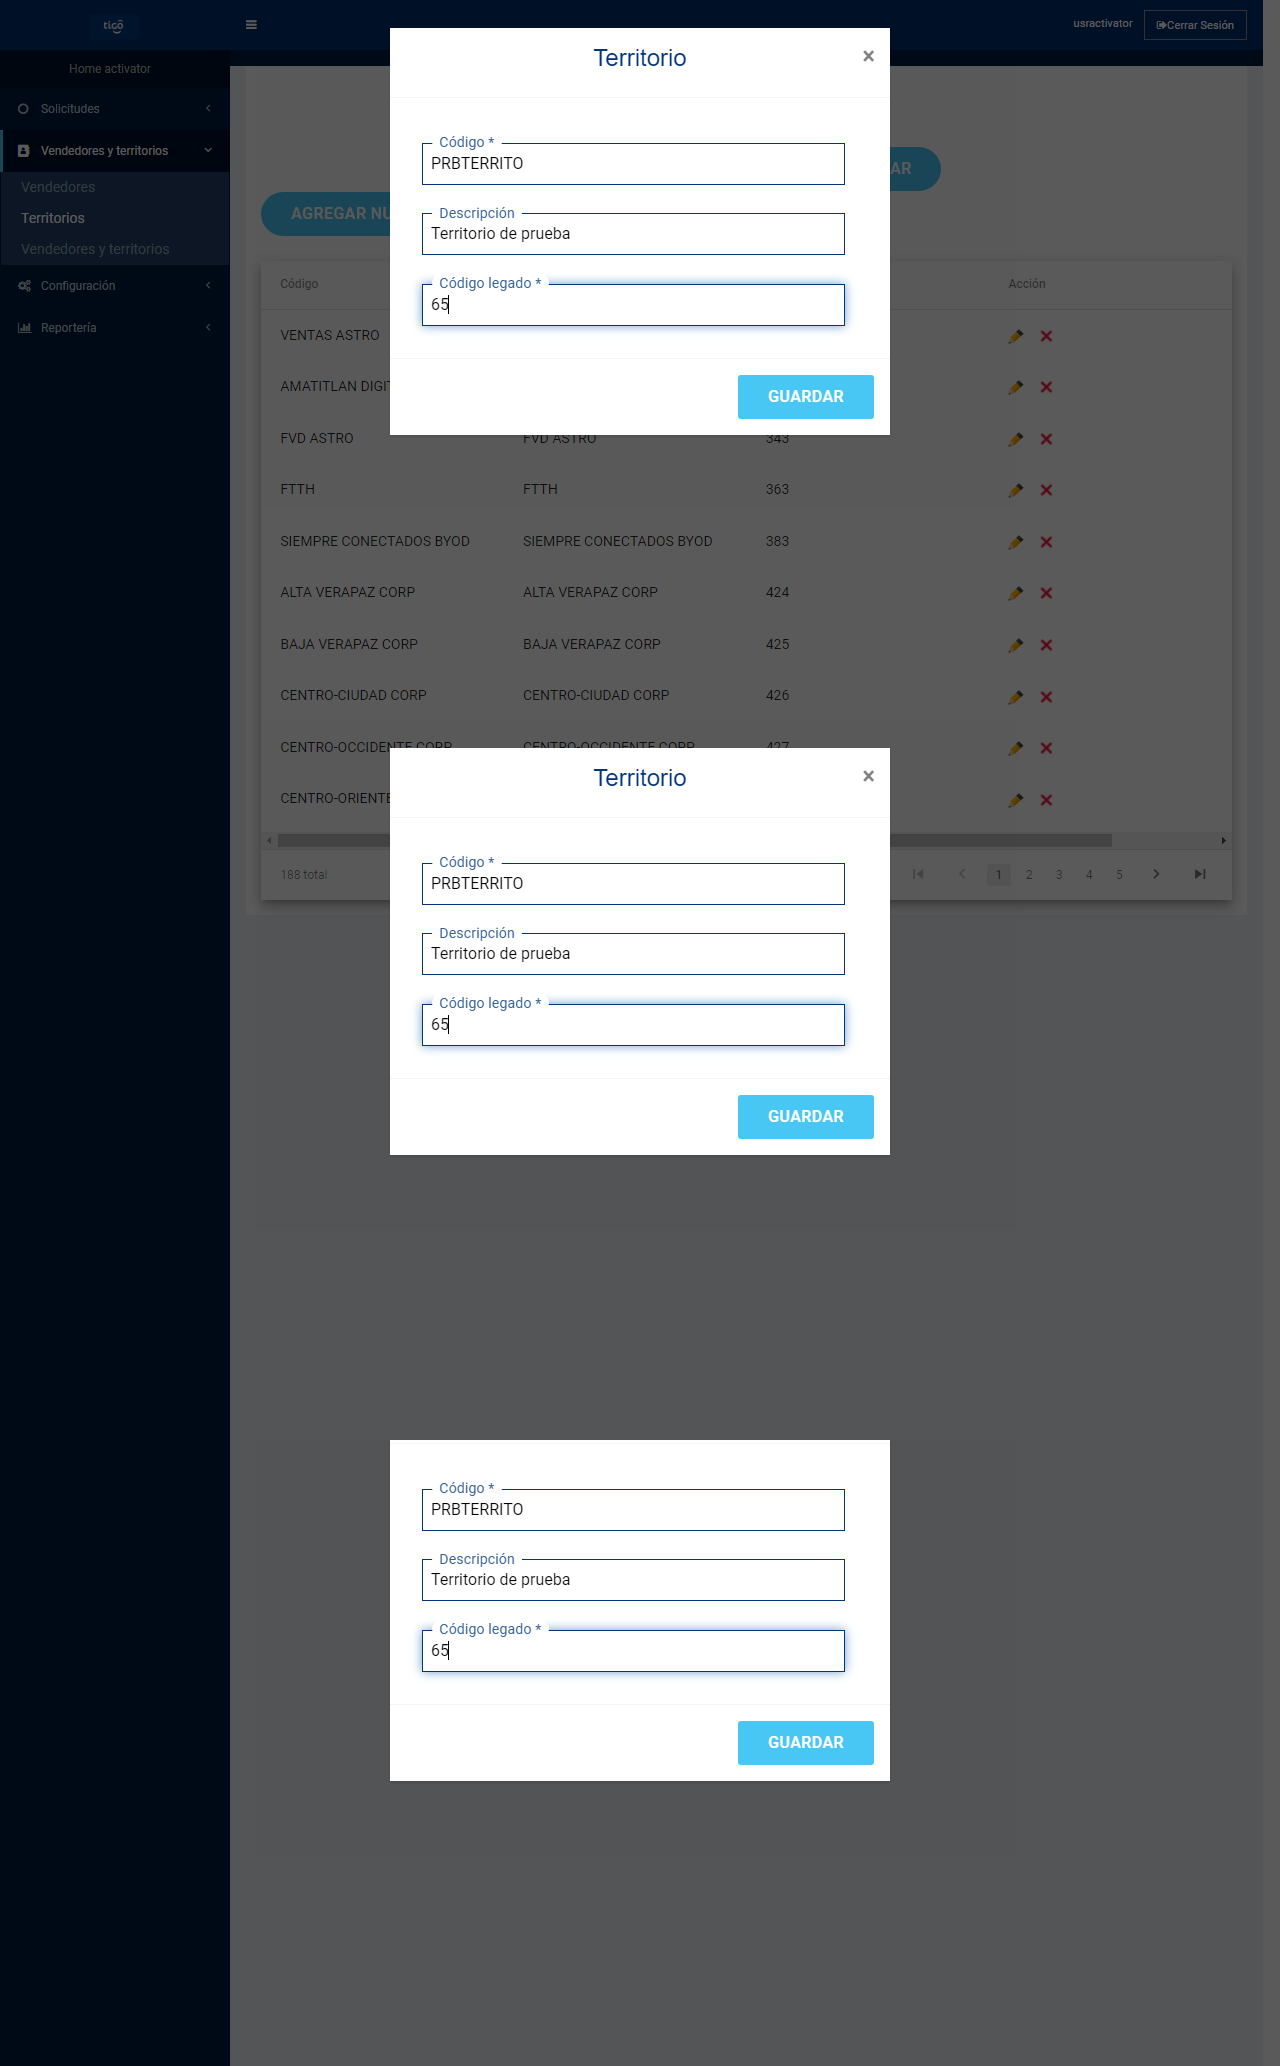 tigo
usractivator
Cerrar Sesión
Home activator
Solicitudes
Vendedores y territorios
Vendedores
Territorios
Vendedores y territorios
Configuración
Reportería
AR
AGREGAR NU
Territorio
×
Código *
PRBTERRITO
Descripción
Territorio de prueba
Código legado *
65
GUARDAR
Código
Acción
VENTAS ASTRO
AMATITLAN DIGIT
FVD ASTRO FVD ASTRO 343
FTTH FTTH 363
SIEMPRE CONECTADOS BYOD SIEMPRE CONECTADOS BYOD 383
ALTA VERAPAZ CORP ALTA VERAPAZ CORP 424
BAJA VERAPAZ CORP BAJA VERAPAZ CORP 425
CENTRO-CIUDAD CORP CENTRO-CIUDAD CORP 426
CENTRO-OCCIDENTE CORP CENTRO-OCCIDENTE CORP 427
CENTRO-ORIENTE
188 total
1 2 3 4 5
Territorio
×
Código *
PRBTERRITO
Descripción
Territorio de prueba
Código legado *
65
GUARDAR
Código *
PRBTERRITO
Descripción
Territorio de prueba
Código legado *
65
GUARDAR